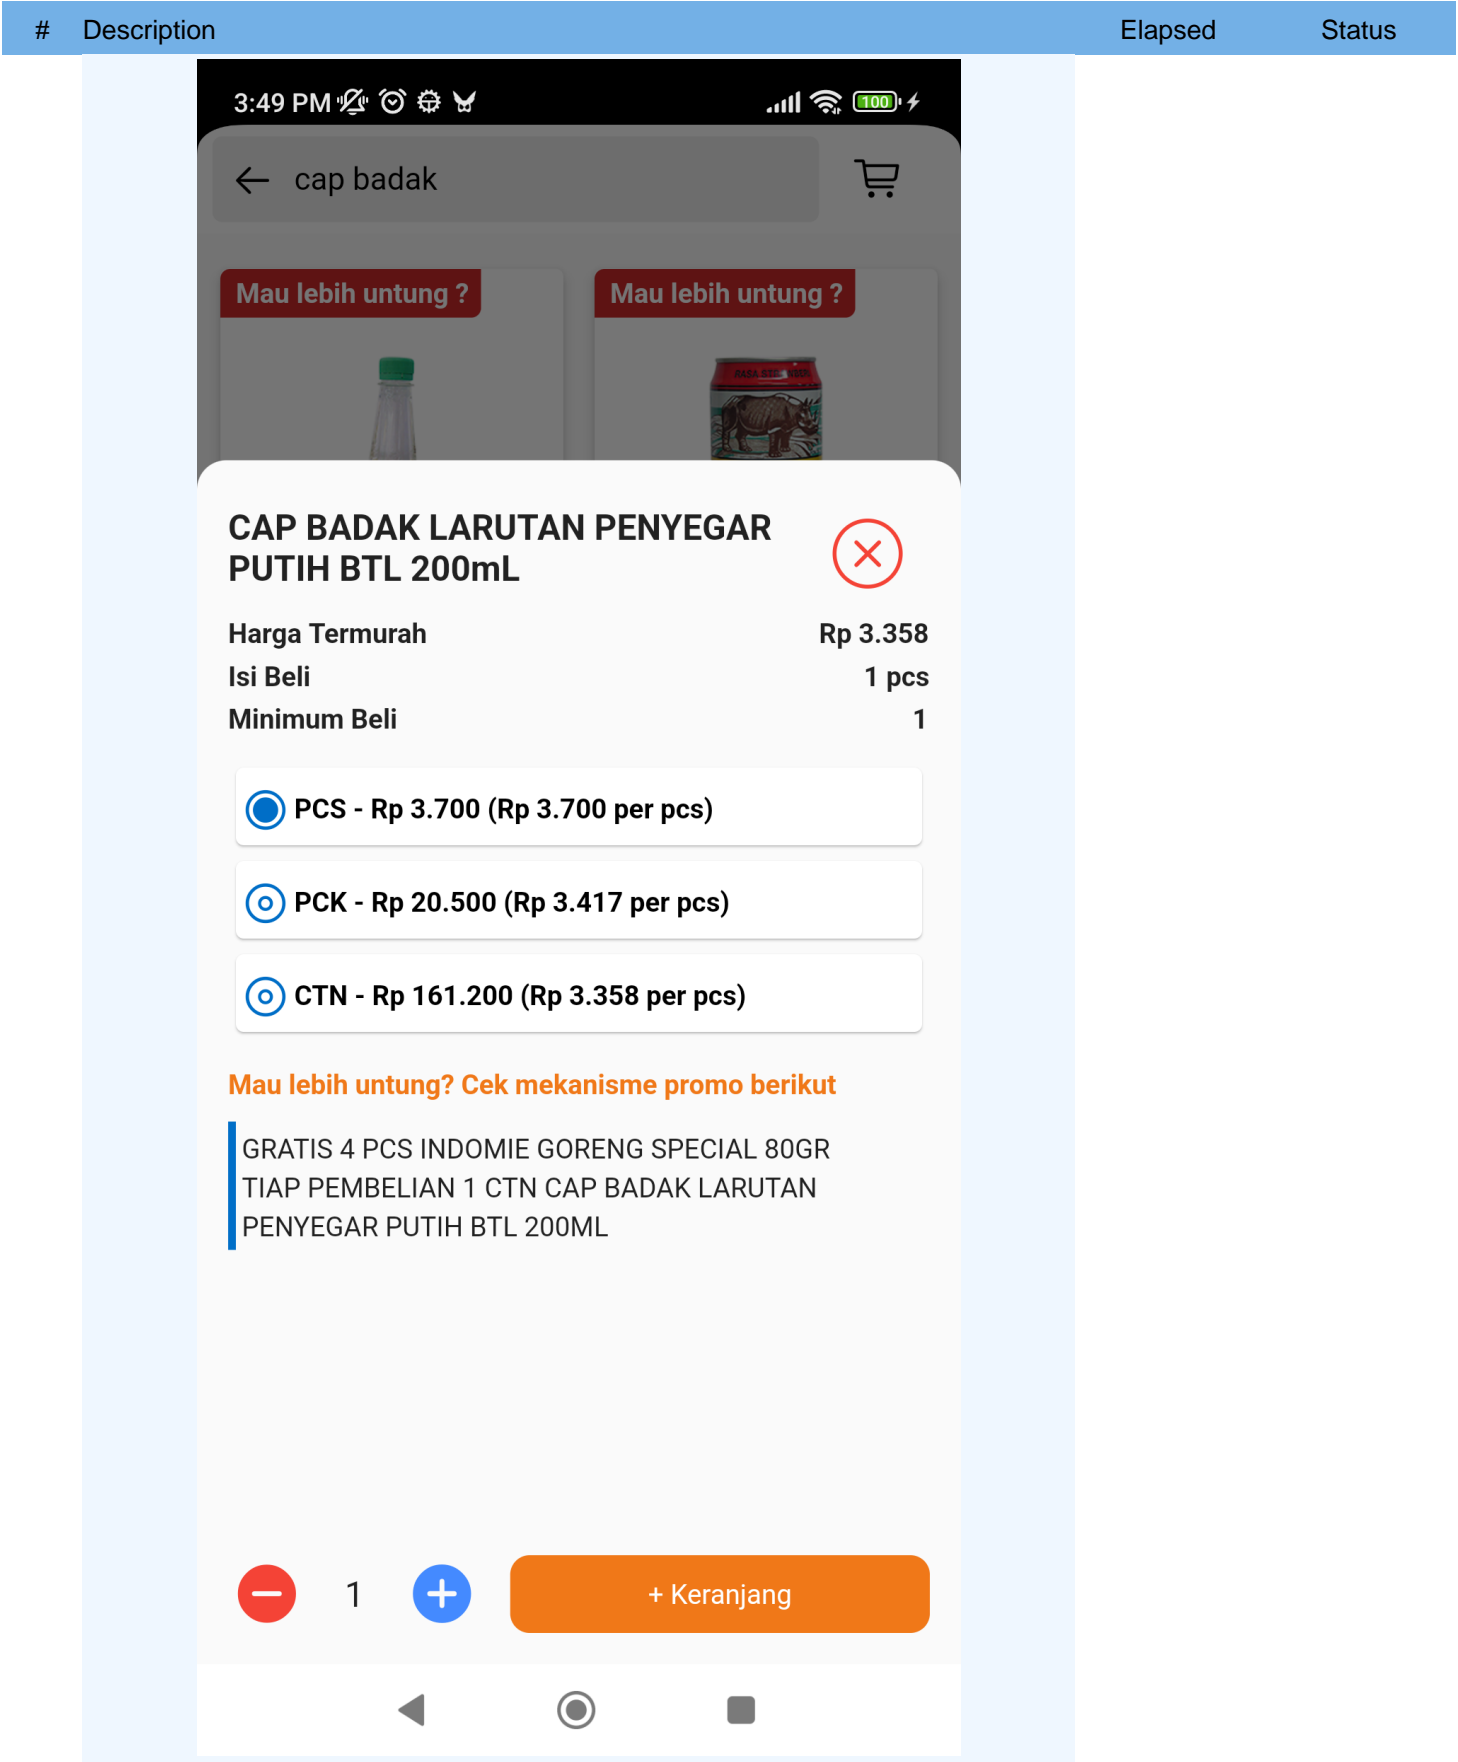 # Description Elapsed Status
3:49 PM 100
cap badak
Mau lebih untung ? Mau lebih untung ?
CAP BADAK LARUTAN PENYEGAR
PUTIH BTL 200mL
Harga Termurah Rp 3.358
Isi Beli 1 pcs
Minimum Beli 1
PCS - Rp 3.700 (Rp 3.700 per pcs)
PCK - Rp 20.500 (Rp 3.417 per pcs)
CTN - Rp 161.200 (Rp 3.358 per pcs)
Mau lebih untung? Cek mekanisme promo berikut
GRATIS 4 PCS INDOMIE GORENG SPECIAL 80GR
TIAP PEMBELIAN 1 CTN CAP BADAK LARUTAN
PENYEGAR PUTIH BTL 200ML
1 + Keranjang